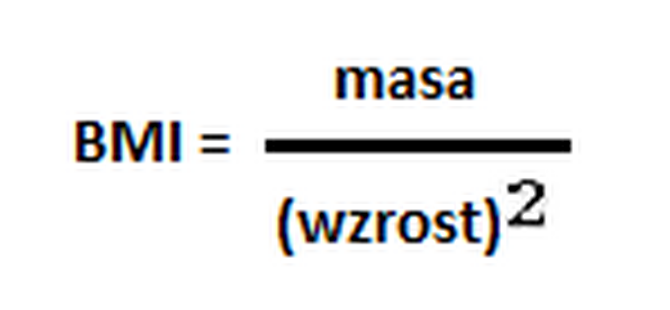 masa
BMI =
(wzrost)²